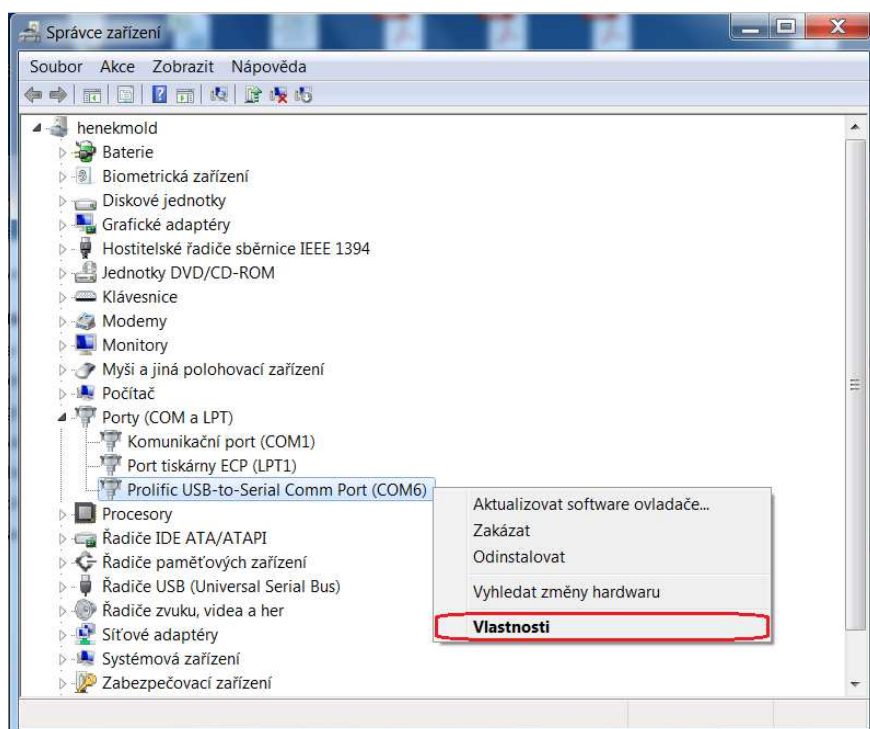 Správce zařízení
Soubor Akce Zobrazit Nápověda
henekmold
Baterie
Biometrická zařízení
Diskové jednotky
Grafické adaptéry
Hostitelské řadiče sběrnice IEEE 1394
Jednotky DVD/CD-ROM
Klávesnice
Modemy
Monitory
Myši a jiná polohovací zařízení
Počítač
Porty (COM a LPT)
Komunikační port (COM1)
Port tiskárny ECP (LPT1)
Prolific USB-to-Serial Comm Port (COM6)
Procesory
Řadiče IDE ATA/ATAPI
Řadiče paměťových zařízení
Řadiče USB (Universal Serial Bus)
Řadiče zvuku, videa a her
Síťové adaptéry
Systémová zařízení
Zabezpečovací zařízení
Aktualizovat software ovladače...
Zakázat
Odinstalovat
Vyhledat změny hardwaru
Vlastnosti